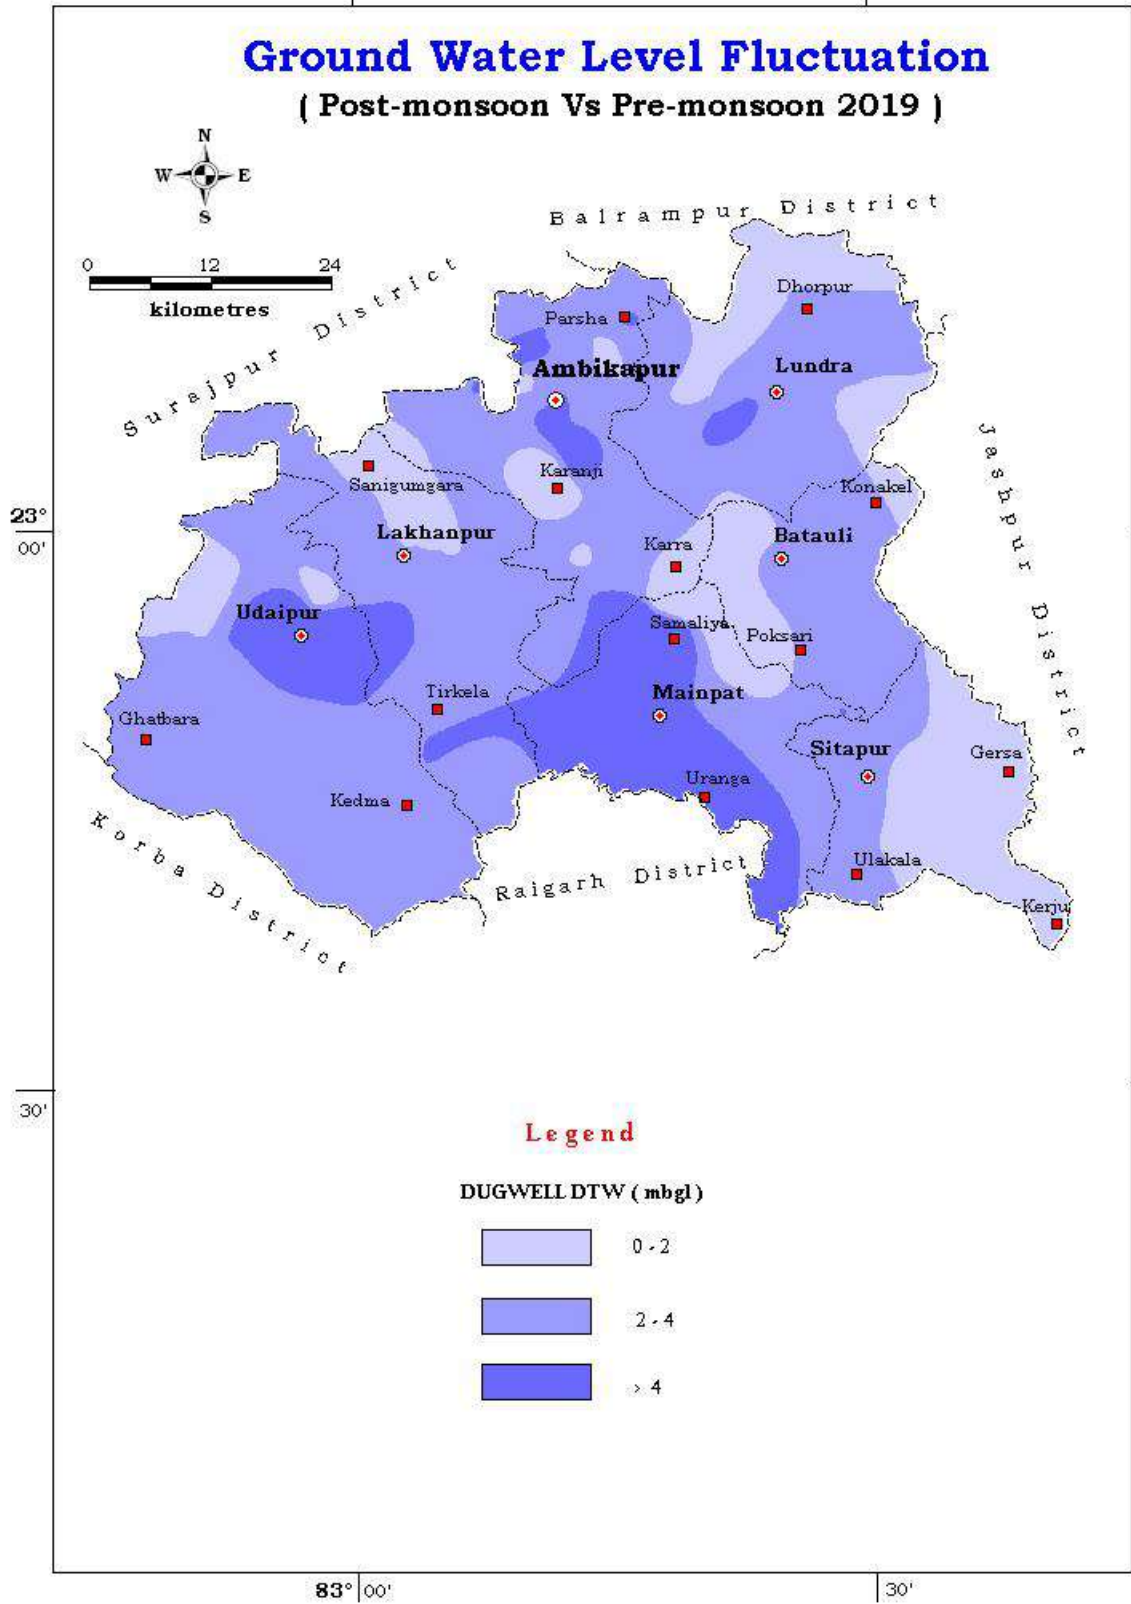 Ground Water Level Fluctuation
( Post-monsoon Vs Pre-monsoon 2019 )
N
W E
S
Balrampur District
0 12 24
kilometres
Surajpur District
Dhorpur
Parsha
Ambikapur
Lundra
Jashpur District
Karanji
Sanigumgara
Konakel
23°
00'
Lakhanpur
Batauli
Karra
Udaipur
Samaliya
Poksari
Tirkela
Mainpat
Ghatbara
Sitapur
Gersa
Uranga
Kedma
Korba District
Ulakala
Raigarh District
Kerju
30'
Legend
DUGWELL DTW ( mbgl )
0 - 2
2 - 4
> 4
83° 00' 30'